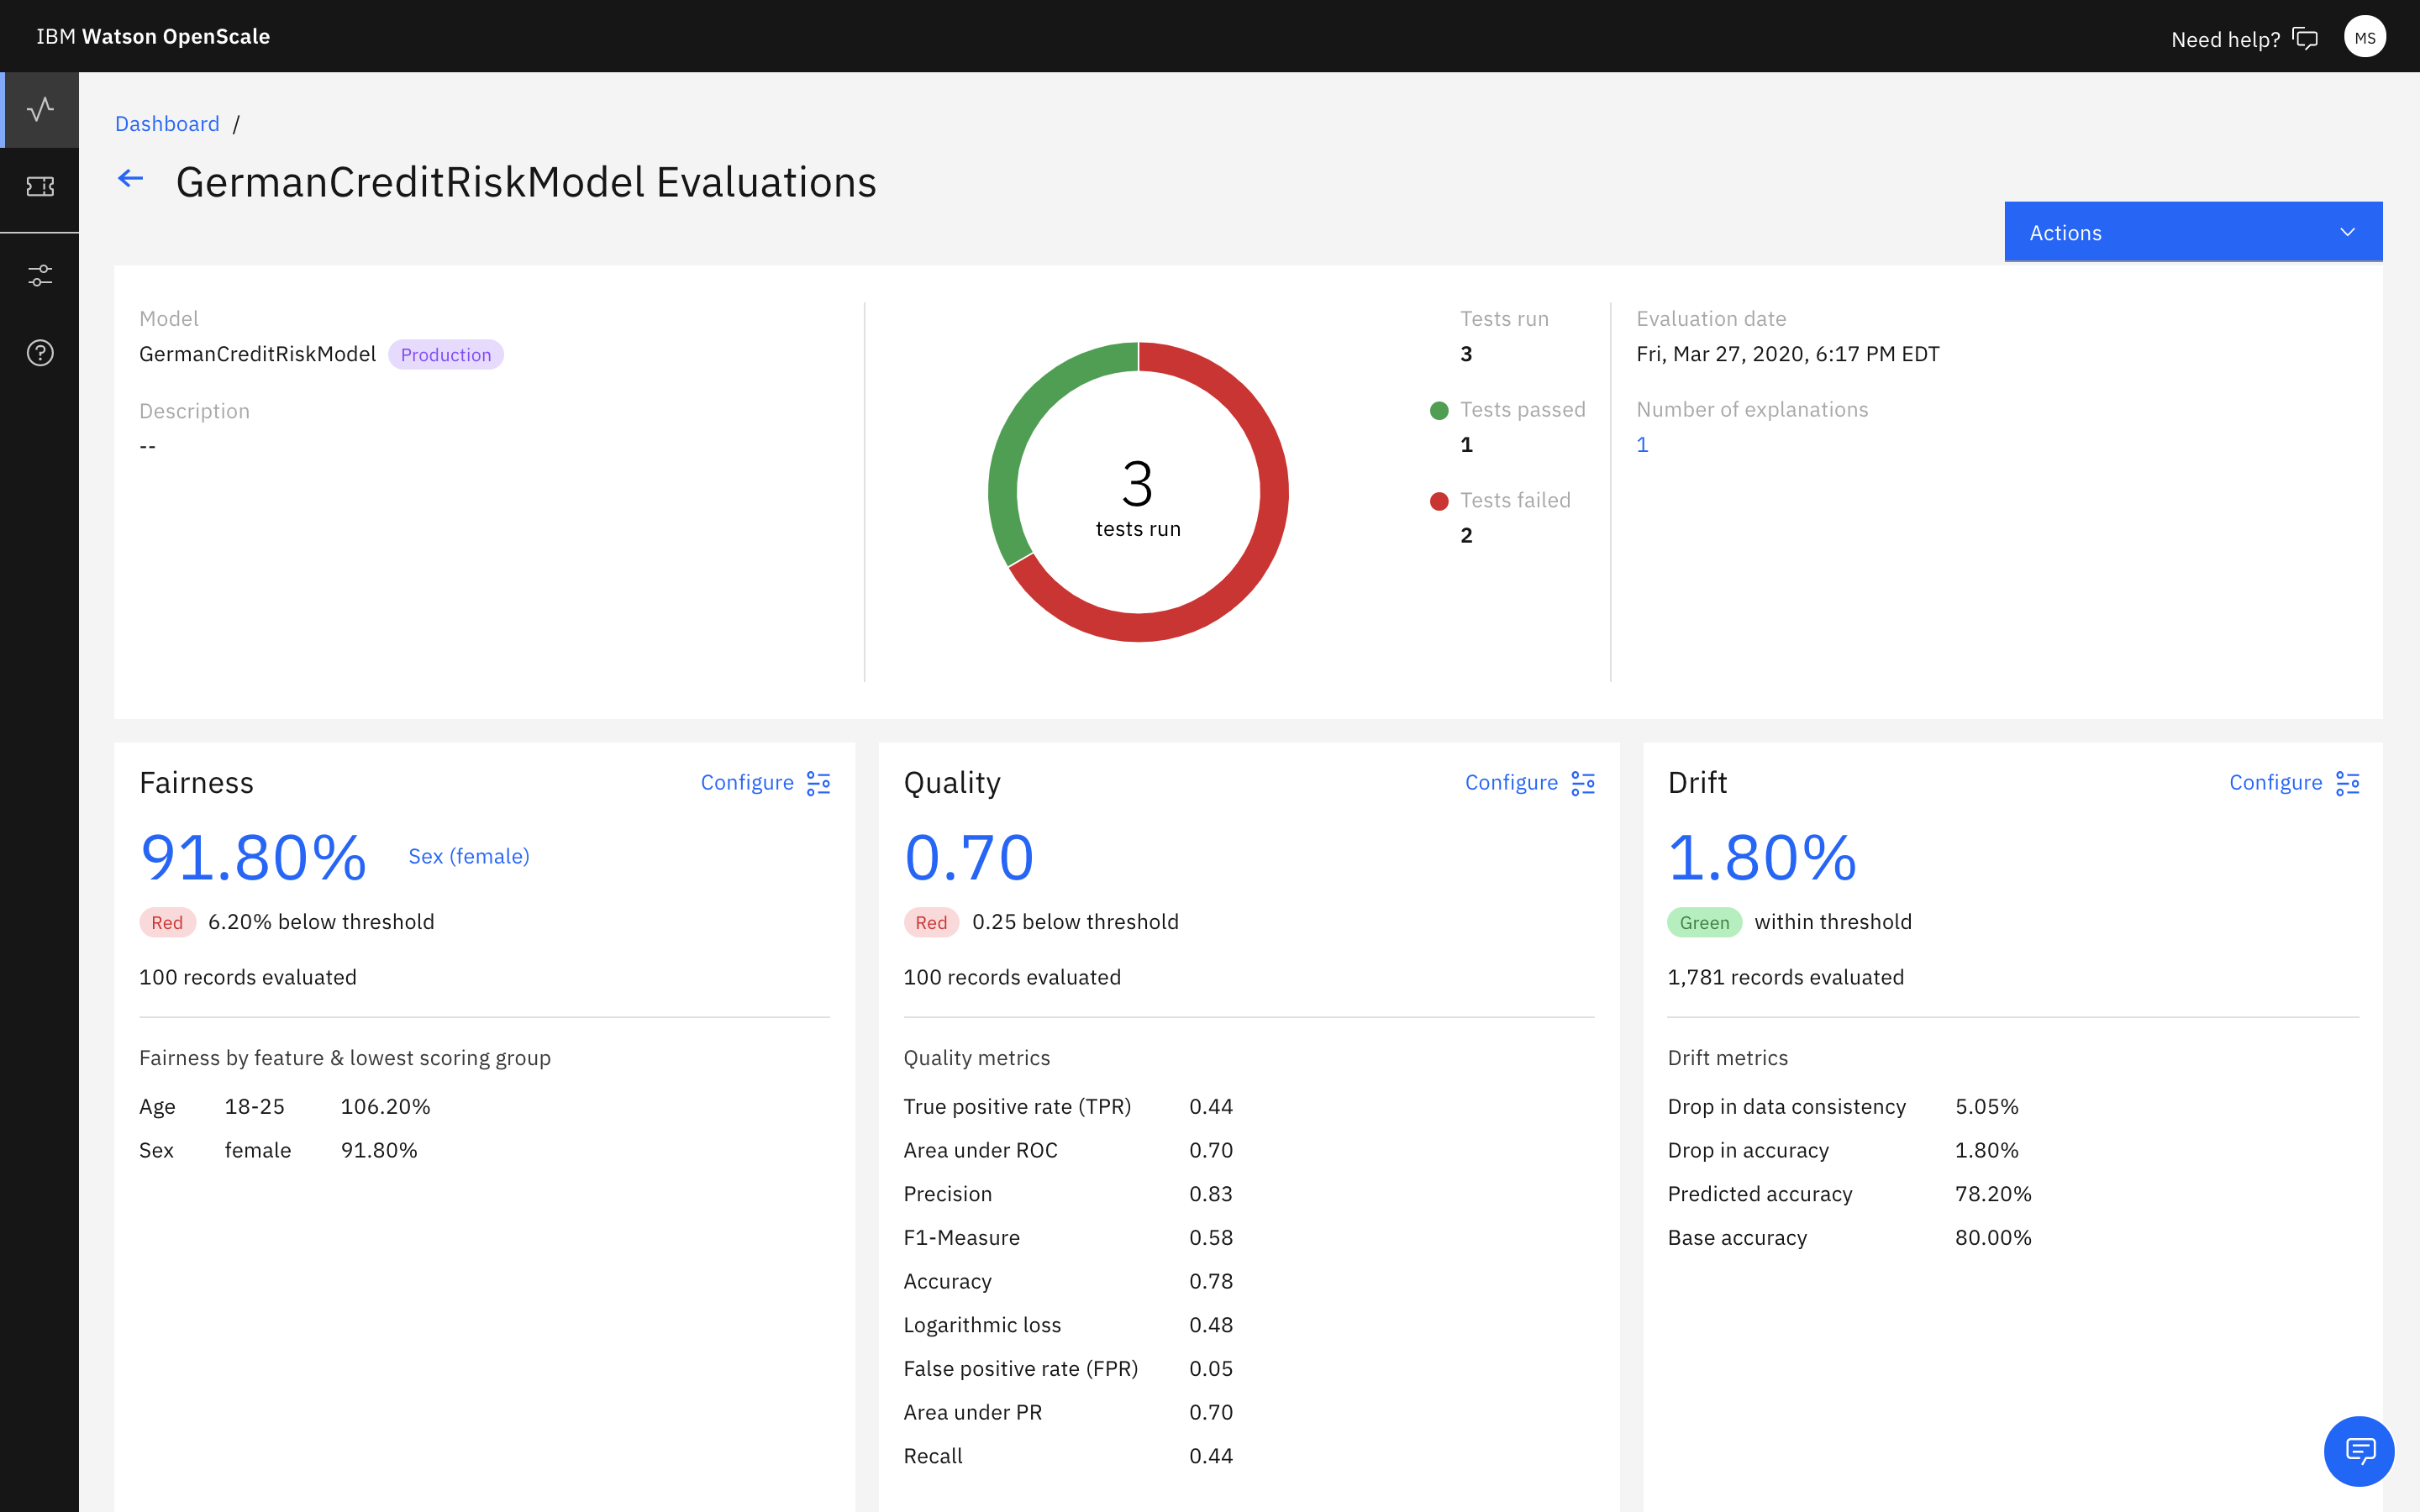 IBM Watson OpenScale
Need help?
MS
Dashboard /
GermanCreditRiskModel Evaluations
Actions
Model
GermanCreditRiskModel Production
Description
--
3
tests run
Tests run
3
Tests passed
1
Tests failed
2
Evaluation date
Fri, Mar 27, 2020, 6:17 PM EDT
Number of explanations
1
Fairness
Configure
91.80% Sex (female)
Red 6.20% below threshold
100 records evaluated
Fairness by feature & lowest scoring group
Age 18-25 106.20%
Sex female 91.80%
Quality
Configure
0.70
Red 0.25 below threshold
100 records evaluated
Quality metrics
True positive rate (TPR) 0.44
Area under ROC 0.70
Precision 0.83
F1-Measure 0.58
Accuracy 0.78
Logarithmic loss 0.48
False positive rate (FPR) 0.05
Area under PR 0.70
Recall 0.44
Drift
Configure
1.80%
Green within threshold
1,781 records evaluated
Drift metrics
Drop in data consistency 5.05%
Drop in accuracy 1.80%
Predicted accuracy 78.20%
Base accuracy 80.00%